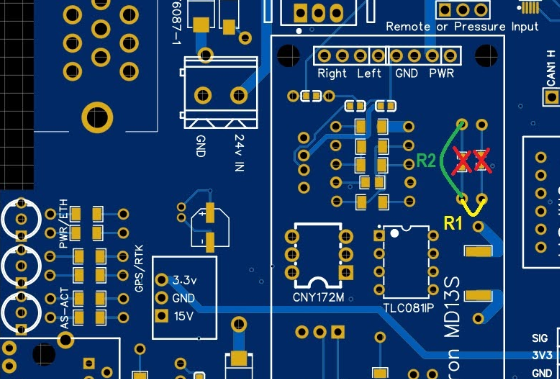 6087-1
Remote or Pressure Input
Right Left GND PWR
CAN1 H
GND
24v IN
R2
R1
PWR/ETH
GPS/RTK
AS-ACT
3.3v
GND
15V
CNY172M
TLC081IP
ron MD13S
SIG
3V3
GND